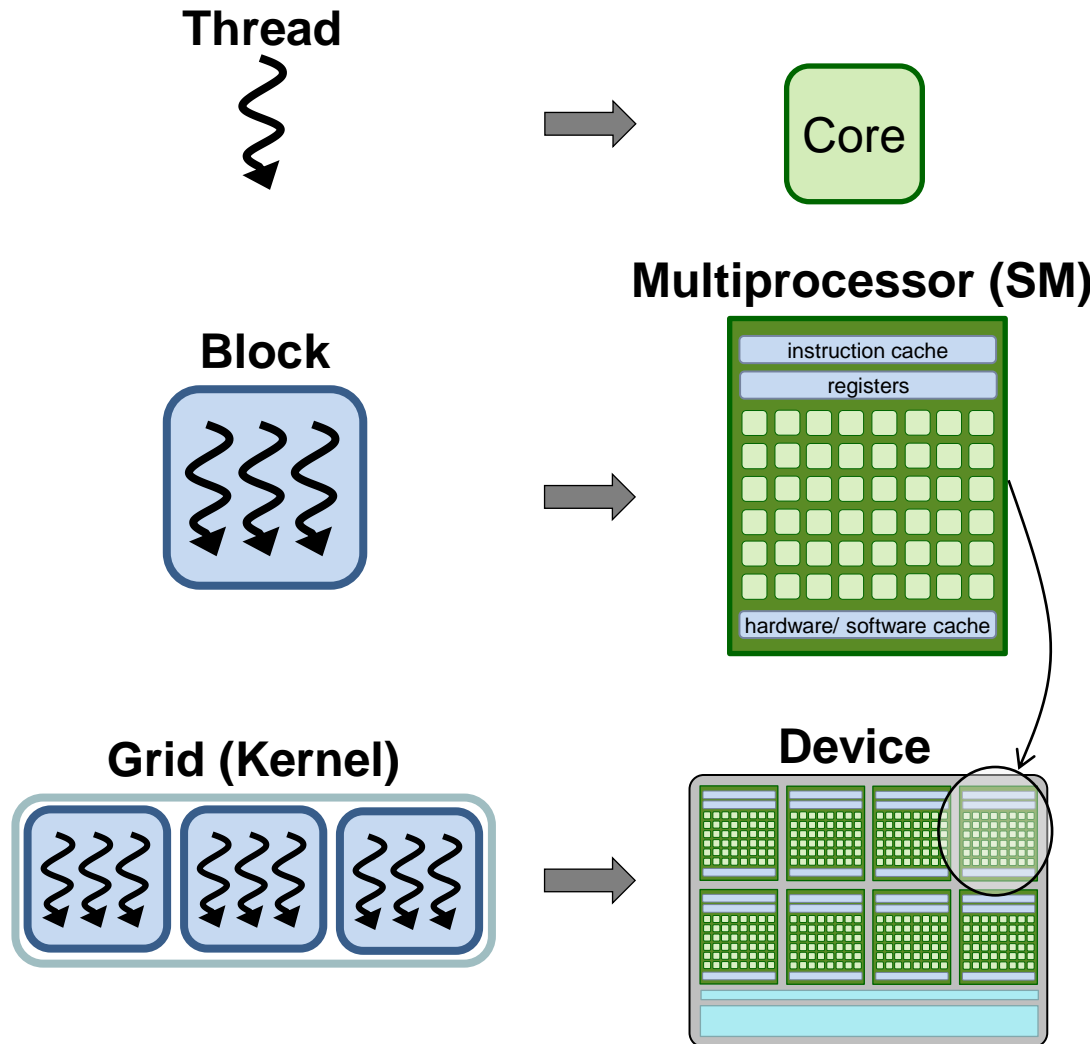 Thread
Core
Multiprocessor (SM)
Block
instruction cache
registers
hardware/ software cache
Grid (Kernel)
Device